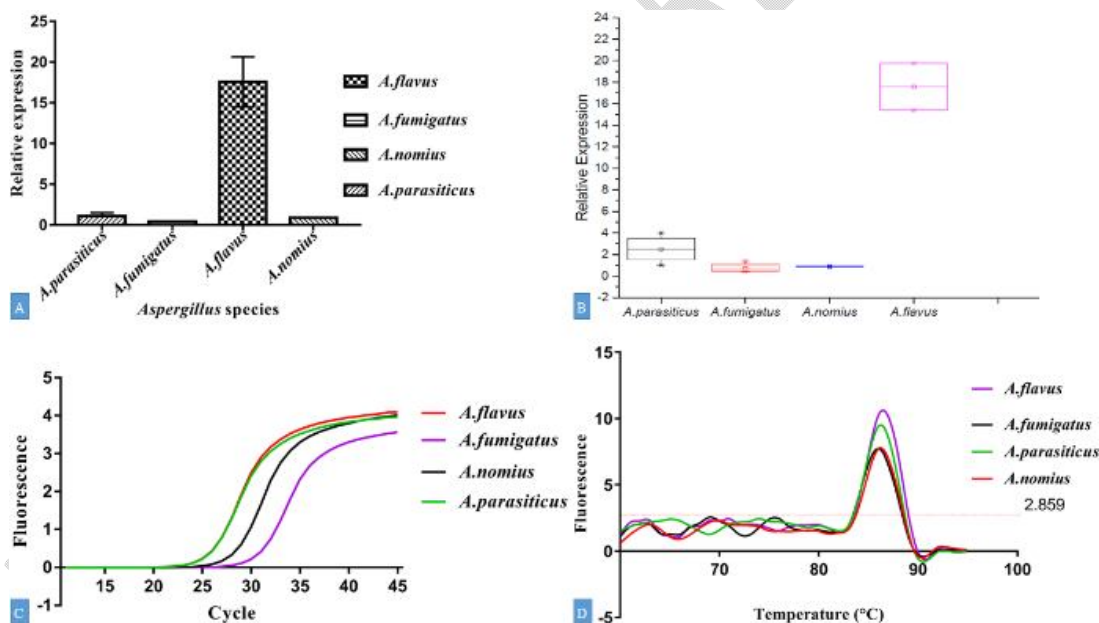 25
20
15
10
5
0
Relative expression
A.parasiticus
A.fumigatus
A.flavus
A.nomius
Aspergillus species
A.flavus
A.fumigatus
A.nomius
A.parasiticus
A
24
22
20
18
16
14
12
10
8
6
4
2
0
-2
Relative Expression
A.parasiticus
A.fumigatus
A.nomius
A.flavus
B
5
4
3
2
1
0
-1
Fluorescence
15 20 25 30 35 40 45
Cycle
A.flavus
A.fumigatus
A.nomius
A.parasiticus
C
15
10
5
0
-5
Fluorescence
70 80 90 100
Temperature (°C)
A.flavus
A.fumigatus
A.parasiticus
A.nomius
2.859
D